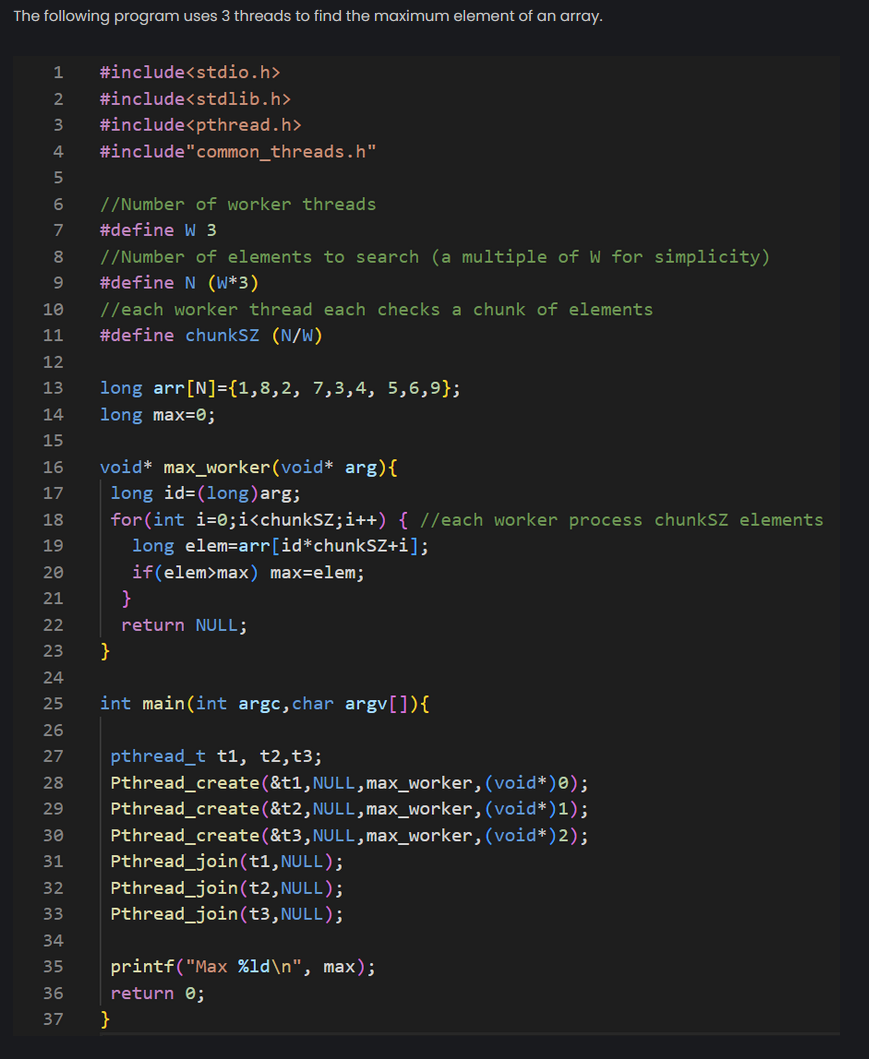 The following program uses 3 threads to find the maximum element of an array.
1 #include<stdio.h>
2 #include<stdlib.h>
3 #include<pthread.h>
4 #include"common_threads.h"
5
6 //Number of worker threads
7 #define W 3
8 //Number of elements to search (a multiple of W for simplicity)
9 #define N (W*3)
10 //each worker thread each checks a chunk of elements
11 #define chunkSZ (N/W)
12
13 long arr[N]={1,8,2, 7,3,4, 5,6,9};
14 long max=0;
15
16 void* max_worker(void* arg){
17  long id=(long)arg;
18  for(int i=0;i<chunkSZ;i++) { //each worker process chunkSZ elements
19    long elem=arr[id*chunkSZ+i];
20    if(elem>max) max=elem;
21   }
22   return NULL;
23 }
24
25 int main(int argc,char argv[]){
26
27  pthread_t t1, t2,t3;
28  Pthread_create(&t1,NULL,max_worker,(void*)0);
29  Pthread_create(&t2,NULL,max_worker,(void*)1);
30  Pthread_create(&t3,NULL,max_worker,(void*)2);
31  Pthread_join(t1,NULL);
32  Pthread_join(t2,NULL);
33  Pthread_join(t3,NULL);
34
35  printf("Max %ld\n", max);
36  return 0;
37 }